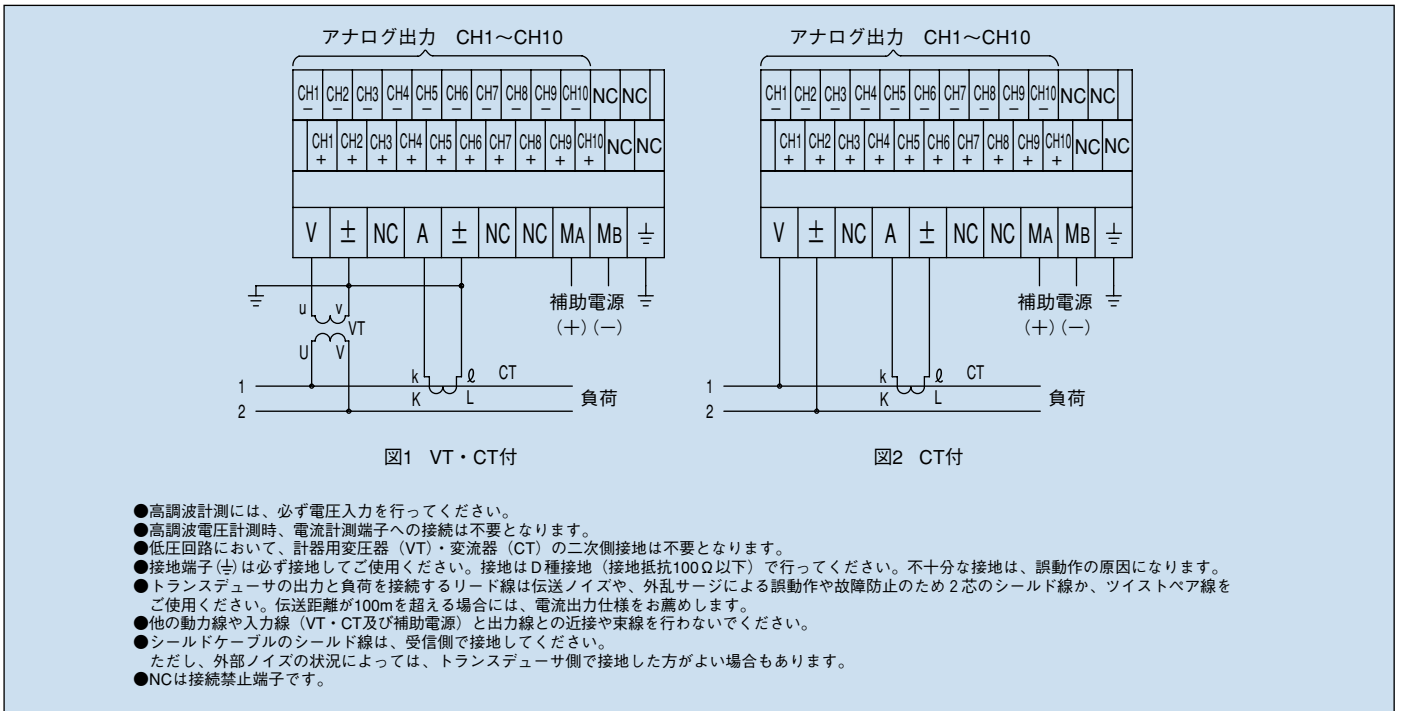 アナログ出力 CH1～CH10
CH1 CH2 CH3 CH4 CH5 CH6 CH7 CH8 CH9 CH10 NC NC
− − − − − − − − − −
CH1 CH2 CH3 CH4 CH5 CH6 CH7 CH8 CH9 CH10 NC NC
+ + + + + + + + + +
V ± NC A ± NC NC MA MB ⏚
補助電源
(＋)(－)
u v
VT
U V
k ℓ CT
1
K L 負荷
2
図1 VT・CT付
アナログ出力 CH1～CH10
CH1 CH2 CH3 CH4 CH5 CH6 CH7 CH8 CH9 CH10 NC NC
− − − − − − − − − −
CH1 CH2 CH3 CH4 CH5 CH6 CH7 CH8 CH9 CH10 NC NC
+ + + + + + + + + +
V ± NC A ± NC NC MA MB ⏚
補助電源
(＋)(－)
k ℓ CT
1
K L 負荷
2
図2 CT付
●高調波計測には、必ず電圧入力を行ってください。
●高調波電圧計測時、電流計測端子への接続は不要となります。
●低圧回路において、計器用変圧器（VT）・変流器（CT）の二次側接地は不要となります。
●接地端子(⏚)は必ず接地してご使用ください。接地はD種接地（接地抵抗100Ω以下）で行ってください。不十分な接地は、誤動作の原因になります。
●トランスデューサの出力と負荷を接続するリード線は伝送ノイズや、外乱サージによる誤動作や故障防止のため2芯のシールド線か、ツイストペア線を
ご使用ください。伝送距離が100mを超える場合には、電流出力仕様をお薦めします。
●他の動力線や入力線（VT・CT及び補助電源）と出力線との近接や束線を行わないでください。
●シールドケーブルのシールド線は、受信側で接地してください。
ただし、外部ノイズの状況によっては、トランスデューサ側で接地した方がよい場合もあります。
●NCは接続禁止端子です。